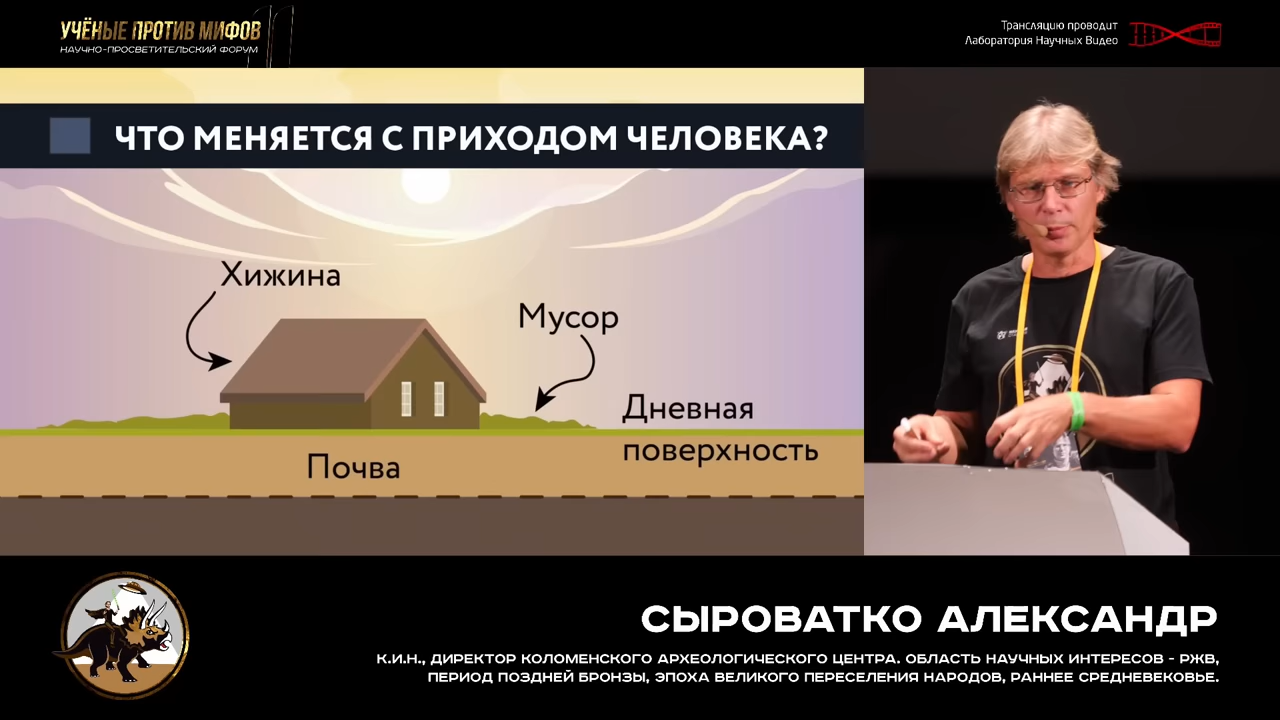 УЧЁНЫЕ ПРОТИВ МИФОВ
НАУЧНО-ПРОСВЕТИТЕЛЬСКИЙ ФОРУМ
11
Трансляцию проводит
Лаборатория Научных Видео
ЧТО МЕНЯЕТСЯ С ПРИХОДОМ ЧЕЛОВЕКА?
Хижина
Мусор
Дневная
поверхность
Почва
СЫРОВАТКО АЛЕКСАНДР
К.И.Н., ДИРЕКТОР КОЛОМЕНСКОГО АРХЕОЛОГИЧЕСКОГО ЦЕНТРА. ОБЛАСТЬ НАУЧНЫХ ИНТЕРЕСОВ - РЖВ,
ПЕРИОД ПОЗДНЕЙ БРОНЗЫ, ЭПОХА ВЕЛИКОГО ПЕРЕСЕЛЕНИЯ НАРОДОВ, РАННЕЕ СРЕДНЕВЕКОВЬЕ.